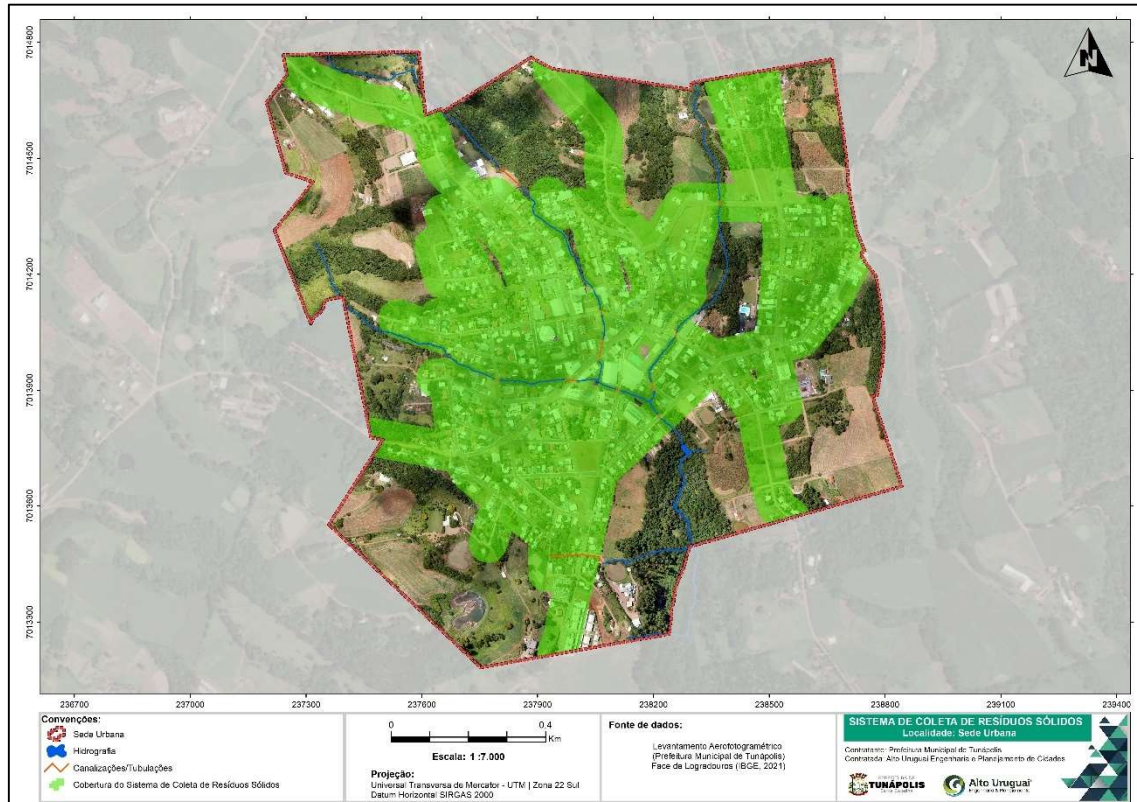 7014800
7014500
7014200
7013900
7013600
7013300
N
236700
237000
237300
237600
237900
238200
238500
238800
239100
239400
Convenções:
Sede Urbana
Hidrografia
Canalizações/Tubulações
Cobertura do Sistema de Coleta de Resíduos Sólidos
0
0.4
Km
Escala: 1:7.000
Projeção:
Universal Transversa de Mercator - UTM | Zona 22 Sul
Datum Horizontal SIRGAS 2000
Fonte de dados:
Levantamento Aerofotogramétrico
(Prefeitura Municipal de Tunápolis)
Face de Logradouros (IBGE, 2021)
SISTEMA DE COLETA DE RESÍDUOS SÓLIDOS
Localidade: Sede Urbana
Contratante: Prefeitura Municipal de Tunápolis
Contratada: Alto Uruguai Engenharia e Planejamento de Cidades
TUNÁPOLIS
Alto Uruguai